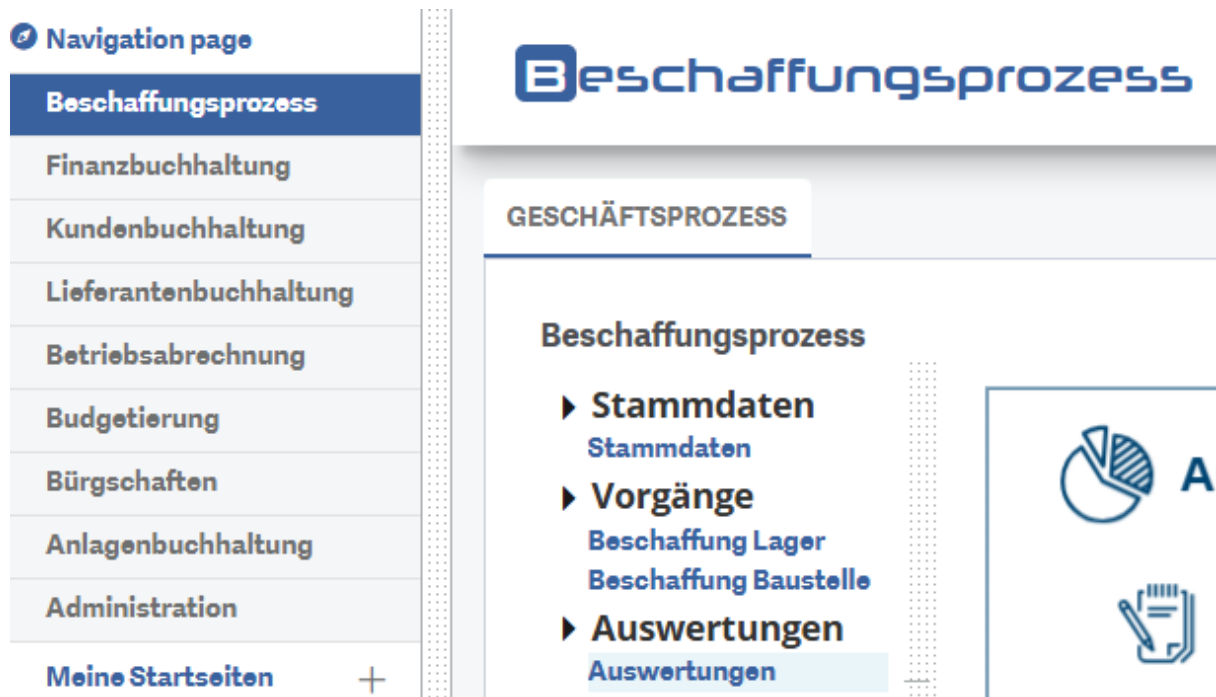 Navigation page
Beschaffungsprozess
Finanzbuchhaltung
Kundenbuchhaltung
Lieferantenbuchhaltung
Betriebsabrechnung
Budgetierung
Bürgschaften
Anlagenbuchhaltung
Administration
Meine Startseiten +
Beschaffungsprozess
GESCHÄFTSPROZESS
Beschaffungsprozess
Stammdaten
Stammdaten
Vorgänge
Beschaffung Lager
Beschaffung Baustelle
Auswertungen
Auswertungen
A